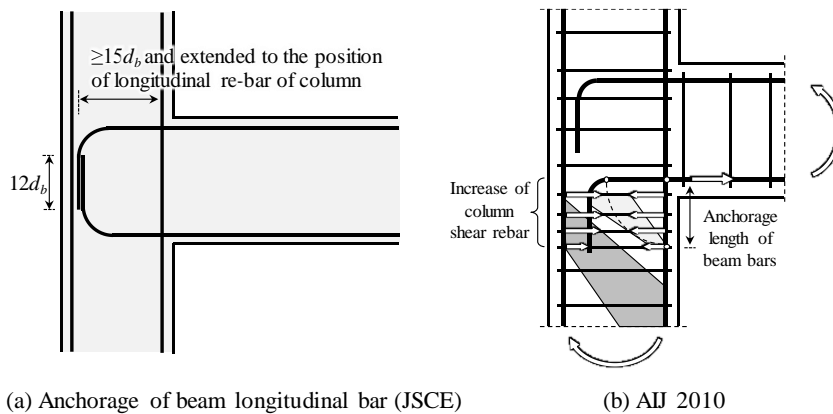 ≥15d_b and extended to the position
of longitudinal re-bar of column
12d_b
Increase of
column
shear rebar
Anchorage
length of
beam bars
(a) Anchorage of beam longitudinal bar (JSCE)
(b) AIJ 2010